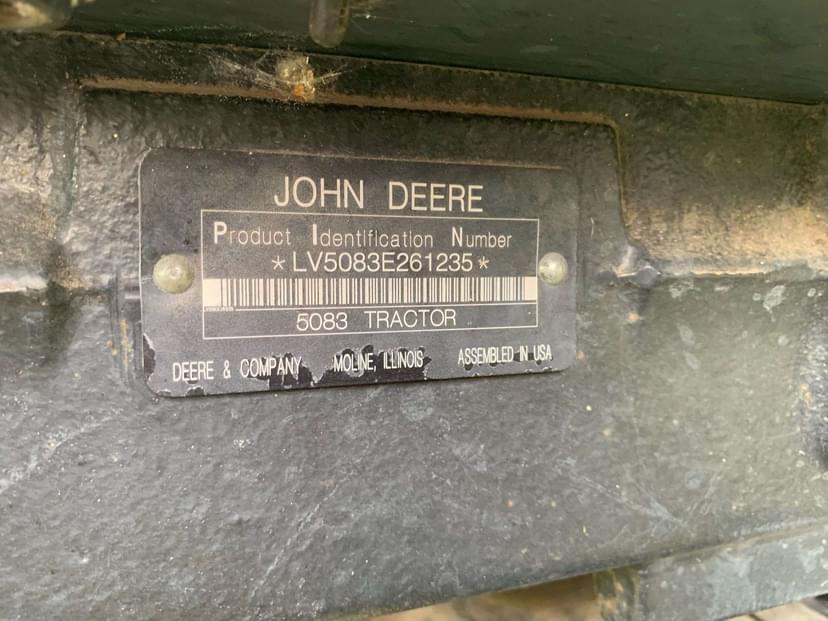 JOHN DEERE
Product Identification Number
*LV5083E261235*
5083 TRACTOR
DEERE & COMPANY MOLINE, ILLINOIS ASSEMBLED IN USA